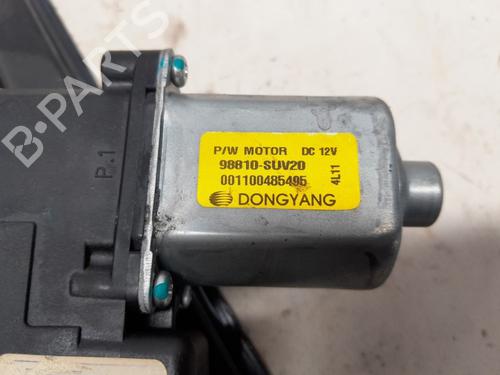 B-PARTS
P.1
P/W MOTOR DC 12V
98810-SUV20
001100485495
4L11
DONGYANG